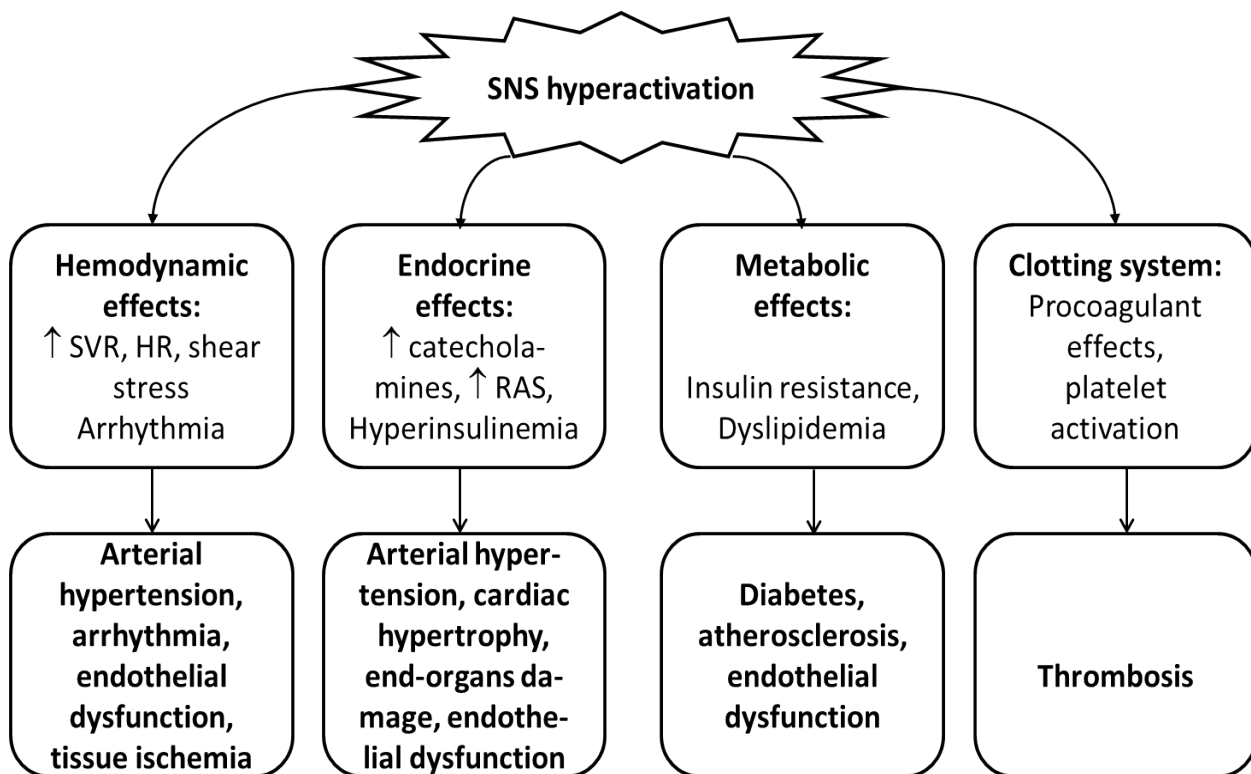 SNS hyperactivation
Hemodynamic
effects:
↑ SVR, HR, shear
stress
Arrhythmia
Endocrine
effects:
↑ catechola-
mines, ↑ RAS,
Hyperinsulinemia
Metabolic
effects:
Insulin resistance,
Dyslipidemia
Clotting system:
Procoagulant
effects,
platelet
activation
Arterial
hypertension,
arrhythmia,
endothelial
dysfunction,
tissue ischemia
Arterial hyper-
tension, cardiac
hypertrophy,
end-organs da-
mage, endothe-
lial dysfunction
Diabetes,
atherosclerosis,
endothelial
dysfunction
Thrombosis